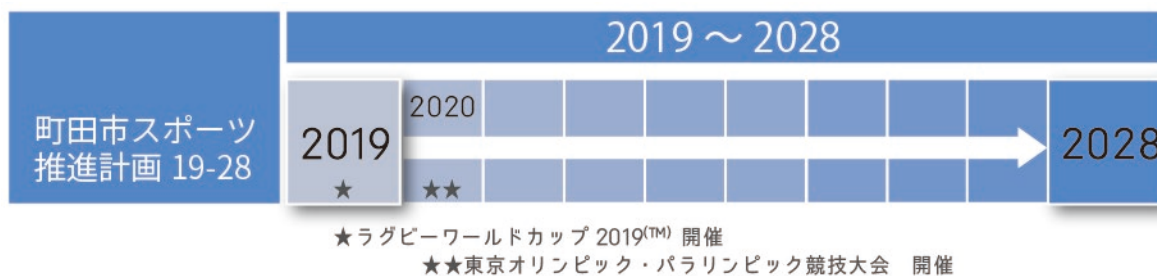 2019～2028
町田市スポーツ
推進計画 19-28
2019
2020
2028
★
★★
★ラグビーワールドカップ 2019(TM) 開催
★★東京オリンピック・パラリンピック競技大会　開催